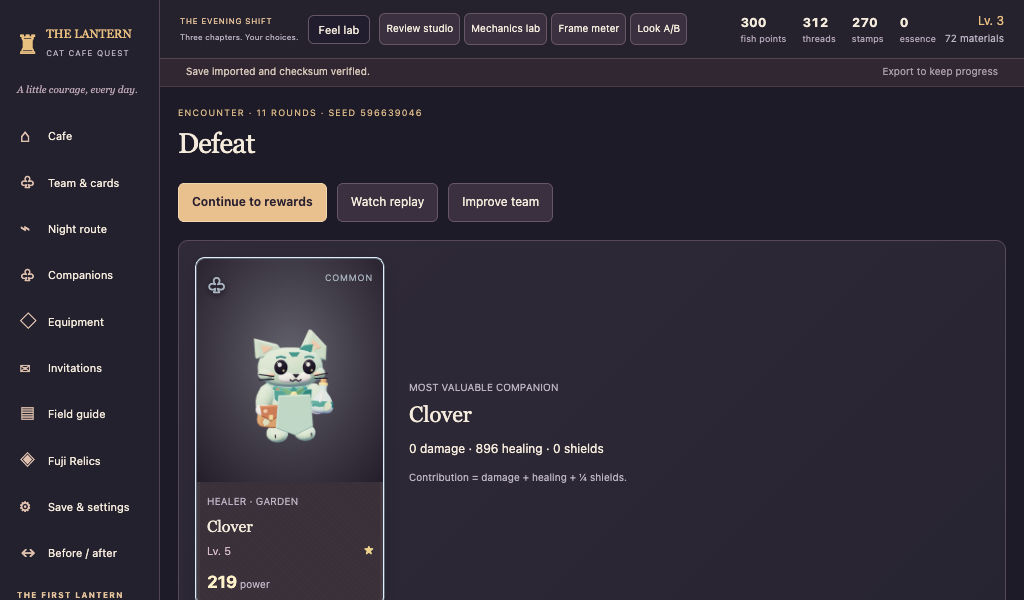 THE LANTERN
CAT CAFE QUEST
A little courage, every day.
Cafe
Team & cards
Night route
Companions
Equipment
Invitations
Field guide
Fuji Relics
Save & settings
Before / after
THE FIRST LANTERN
THE EVENING SHIFT
Three chapters. Your choices.
Feel lab
Review studio
Mechanics lab
Frame meter
Look A/B
300
fish points
312
threads
270
stamps
0
essence
Lv. 3
72 materials
Save imported and checksum verified.
Export to keep progress
ENCOUNTER · 11 ROUNDS · SEED 596639046
Defeat
Continue to rewards
Watch replay
Improve team
COMMON
HEALER · GARDEN
Clover
Lv. 5
219 power
MOST VALUABLE COMPANION
Clover
0 damage · 896 healing · 0 shields
Contribution = damage + healing + ¼ shields.